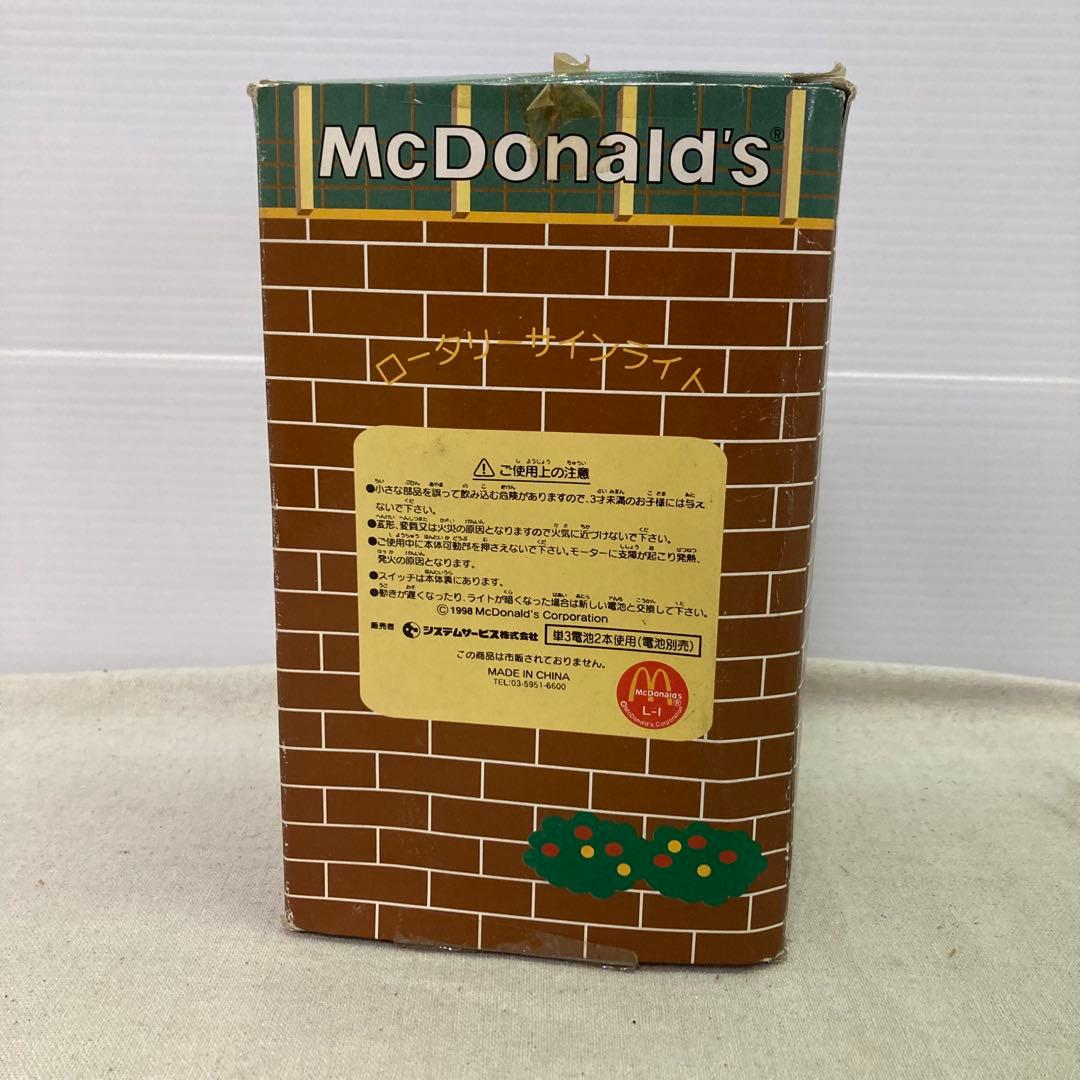 McDonald's®
ロータリーサインライト
⚠ ご使用上の注意
●小さな部品を誤って飲み込む危険がありますので、3才未満のお子様には与え
ないで下さい。
●変形、変質又は火災の原因となりますので火気に近づけないで下さい。
●ご使用中に本体可動部を押さえないで下さい。モーターに支障が起こり発熱、
発火の原因となります。
●スイッチは本体裏にあります。
●動きが遅くなったり、ライトが暗くなった場合は新しい電池と交換して下さい。
©1998 McDonald's Corporation
販売者 システムサービス株式会社 単3電池2本使用(電池別売)
この商品は市販されておりません。
MADE IN CHINA
TEL:03-5951-6600
McDonald's®
L-1
©McDonald's Corporation